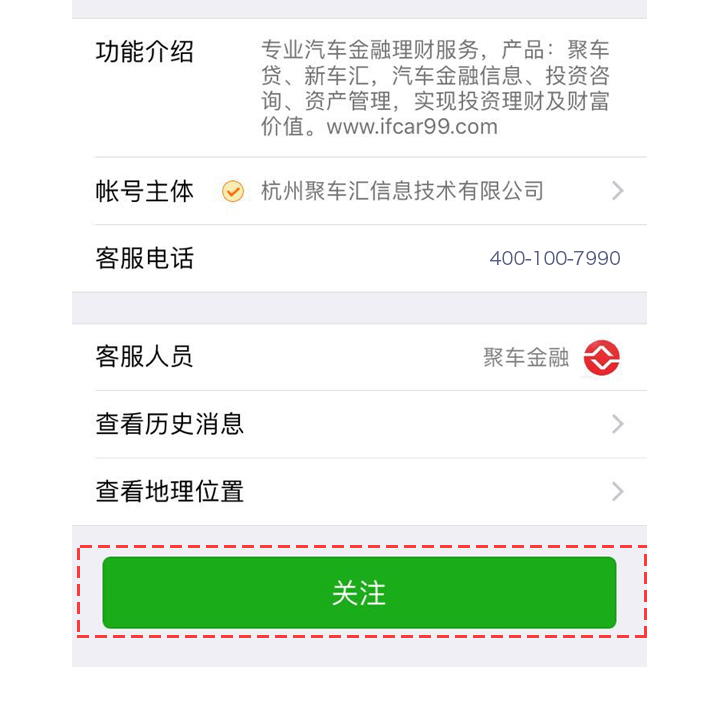 功能介绍
专业汽车金融理财服务，产品：聚车
贷、新车汇，汽车金融信息、投资咨
询、资产管理，实现投资理财及财富
价值。www.ifcar99.com
帐号主体 杭州聚车汇信息技术有限公司
客服电话 400-100-7990
客服人员 聚车金融
查看历史消息
查看地理位置
关注